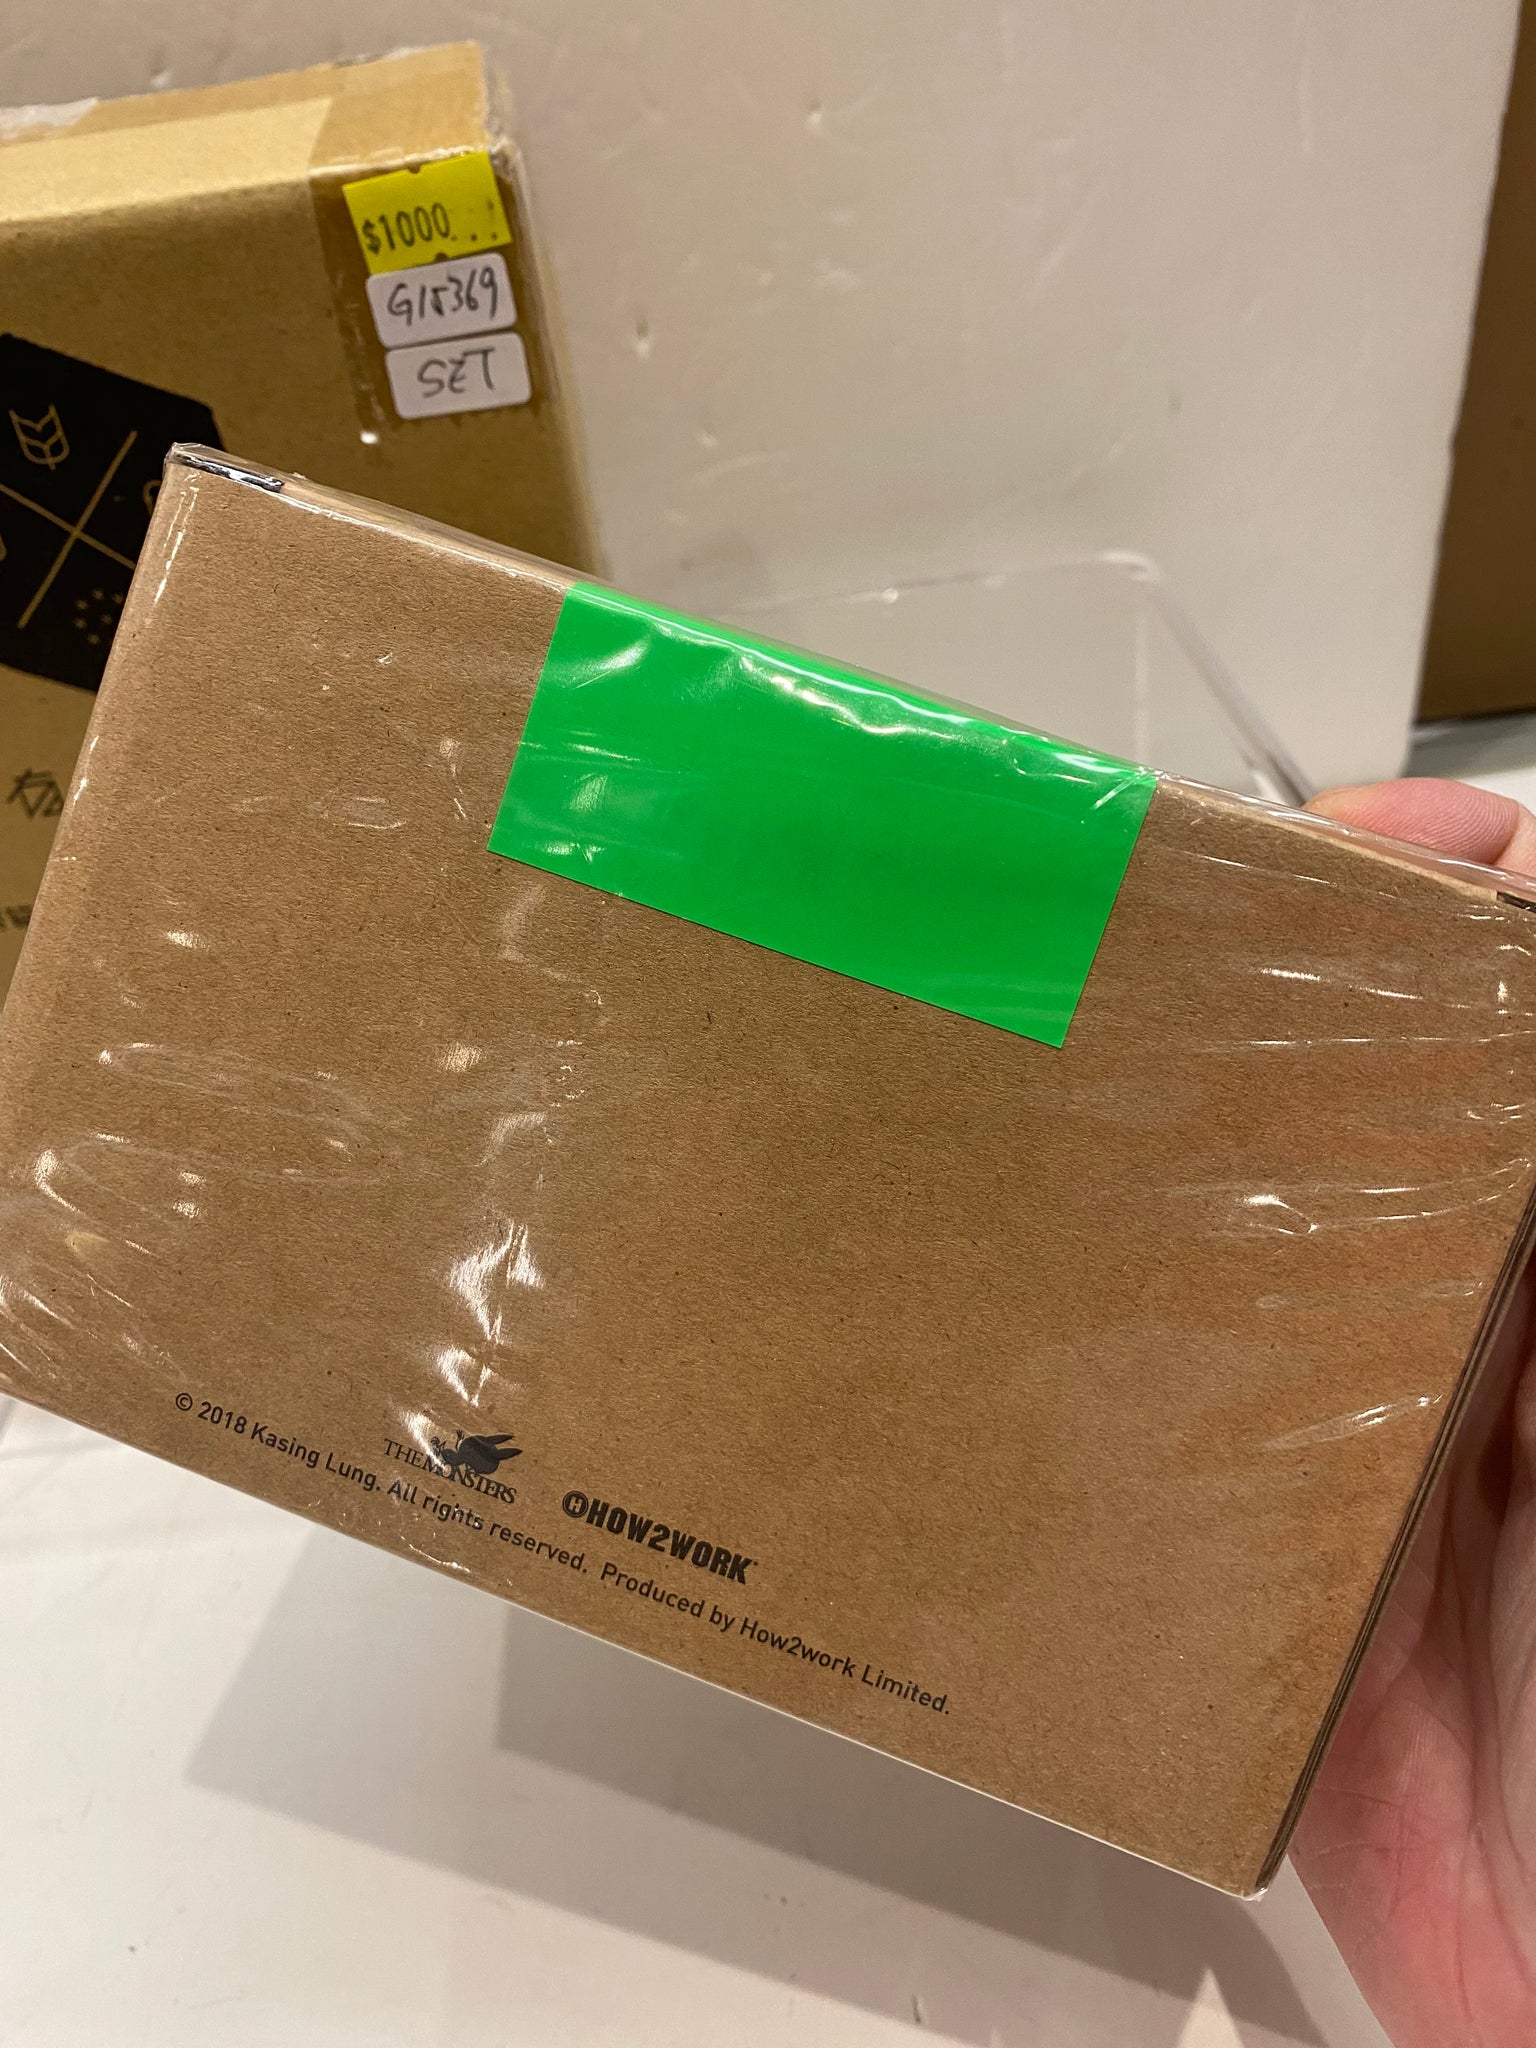 $1000
G15369
SET
THE MONSTERS
HOW2WORK
© 2018 Kasing Lung. All rights reserved. Produced by How2work Limited.